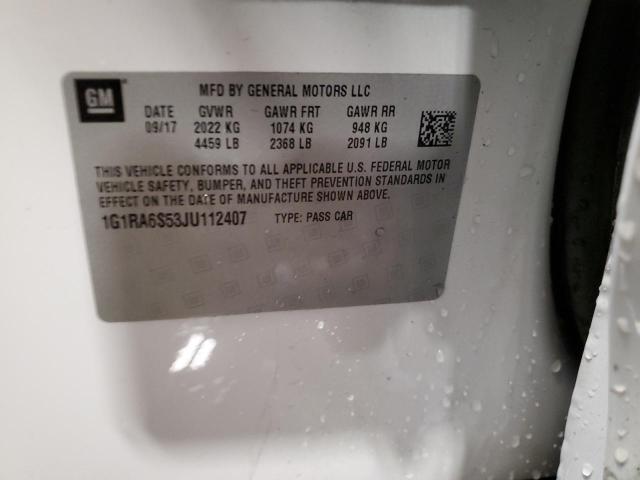 GM
MFD BY GENERAL MOTORS LLC
DATE GVWR GAWR FRT GAWR RR
09/17 2022 KG 1074 KG 948 KG
4459 LB 2368 LB 2091 LB
THIS VEHICLE CONFORMS TO ALL APPLICABLE U.S. FEDERAL MOTOR
VEHICLE SAFETY, BUMPER, AND THEFT PREVENTION STANDARDS IN
EFFECT ON THE DATE OF MANUFACTURE SHOWN ABOVE.
1G1RA6S53JU112407 TYPE: PASS CAR